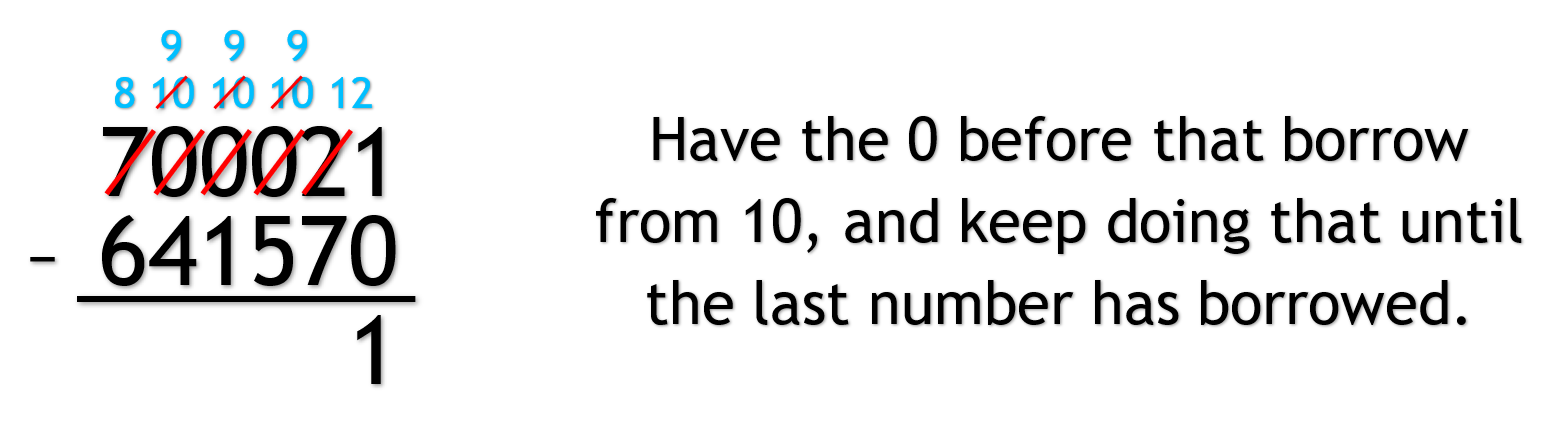 9 9 9
8 10 10 10 12
700021
- 641570
1
Have the 0 before that borrow
from 10, and keep doing that until
the last number has borrowed.